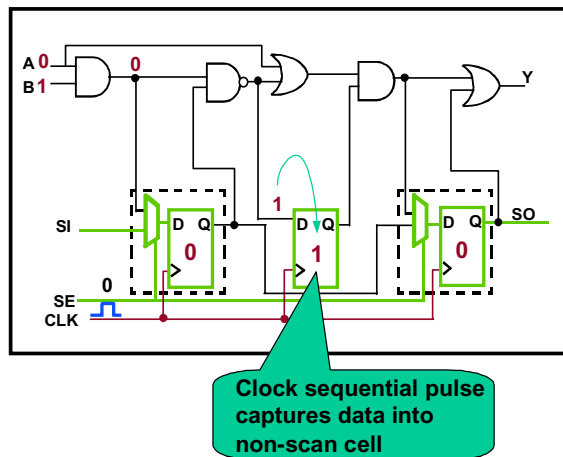 A 0
0
B 1
Y
1
D Q
D Q
D Q
SI
SO
0
1
0
0
SE
CLK
Clock sequential pulse
captures data into
non-scan cell